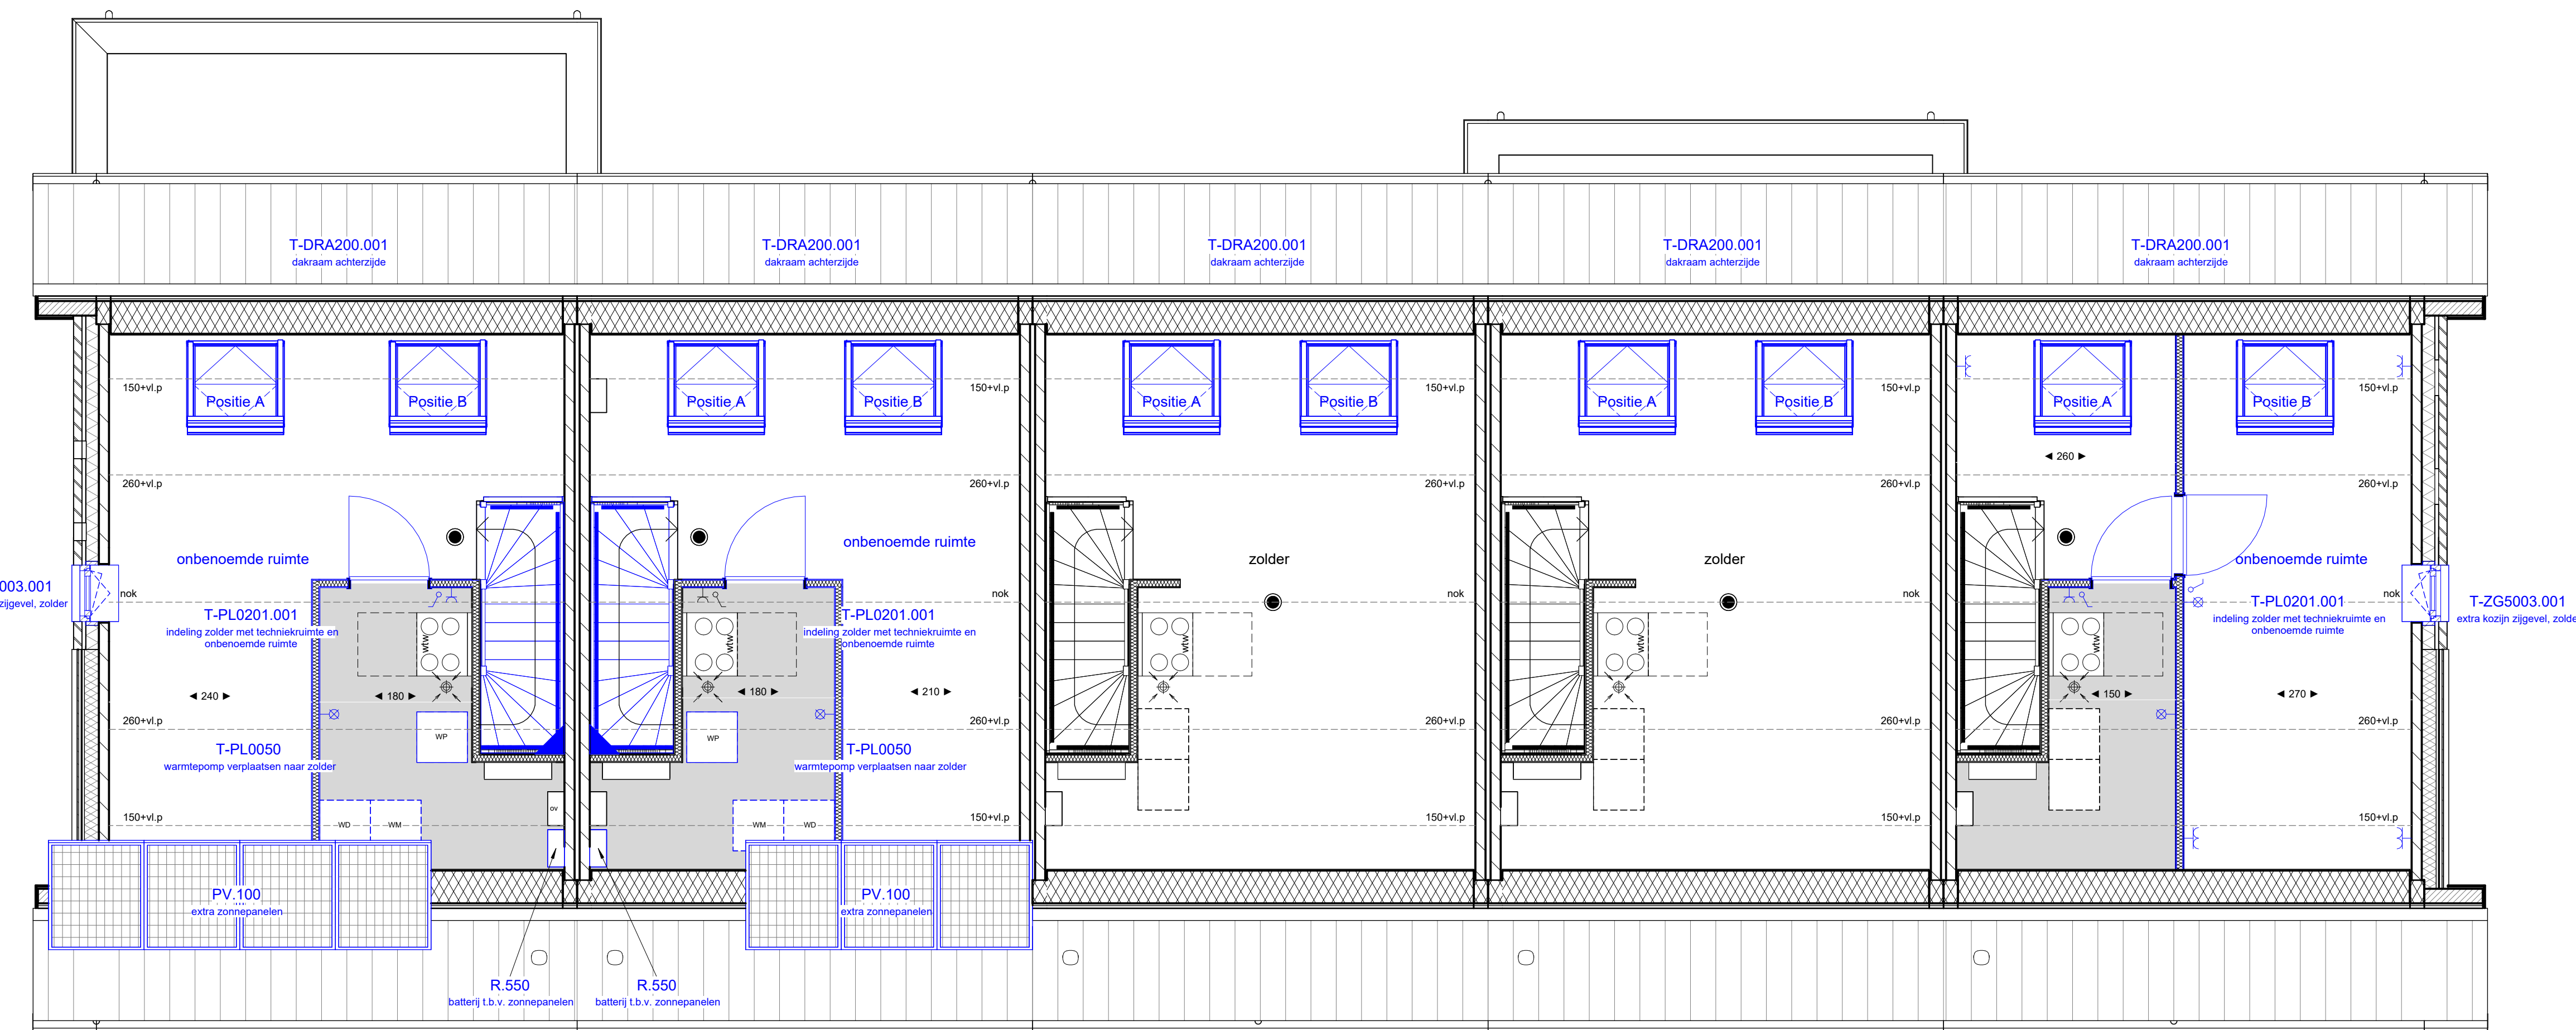 T-DRA200.001
dakraam achterzijde
T-DRA200.001
dakraam achterzijde
T-DRA200.001
dakraam achterzijde
T-DRA200.001
dakraam achterzijde
T-DRA200.001
dakraam achterzijde
150+vl.p
Positie A
Positie B
Positie A
Positie B
150+vl.p
Positie A
Positie B
150+vl.p
Positie A
Positie B
150+vl.p
Positie A
Positie B
150+vl.p
◄ 260 ►
260+vl.p
260+vl.p
260+vl.p
260+vl.p
260+vl.p
onbenoemde ruimte
onbenoemde ruimte
zolder
zolder
onbenoemde ruimte
003.001
zijgevel, zolder
nok
nok
nok
nok
nok
T-ZG5003.001
extra kozijn zijgevel, zolde
T-PL0201.001
indeling zolder met techniekruimte en
onbenoemde ruimte
T-PL0201.001
indeling zolder met techniekruimte en
onbenoemde ruimte
T-PL0201.001
indeling zolder met techniekruimte en
onbenoemde ruimte
wtw
wtw
wtw
wtw
wtw
◄ 240 ►
◄ 180 ►
◄ 180 ►
◄ 210 ►
◄ 150 ►
◄ 270 ►
260+vl.p
260+vl.p
260+vl.p
260+vl.p
260+vl.p
WP
WP
T-PL0050
warmtepomp verplaatsen naar zolder
T-PL0050
warmtepomp verplaatsen naar zolder
150+vl.p
WD
WM
ov
WM
WD
150+vl.p
150+vl.p
150+vl.p
150+vl.p
PV.100
extra zonnepanelen
PV.100
extra zonnepanelen
R.550
batterij t.b.v. zonnepanelen
R.550
batterij t.b.v. zonnepanelen